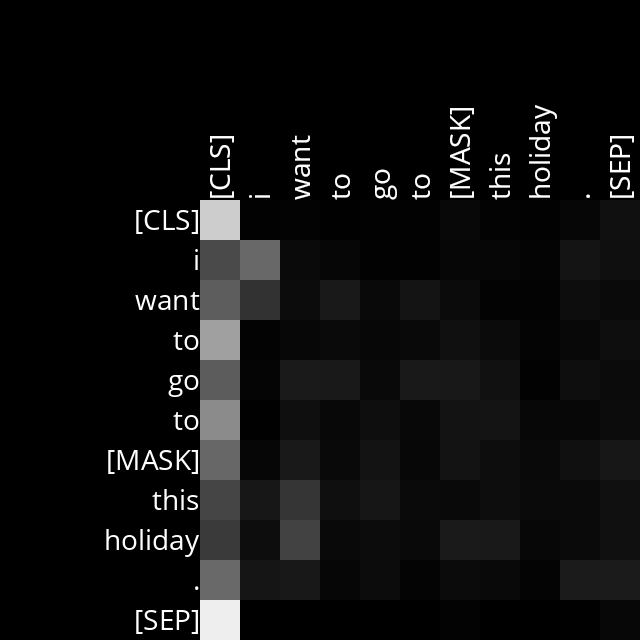 [CLS] i want to go to [MASK] this holiday . [SEP]
[CLS]
i
want
to
go
to
[MASK]
this
holiday
.
[SEP]